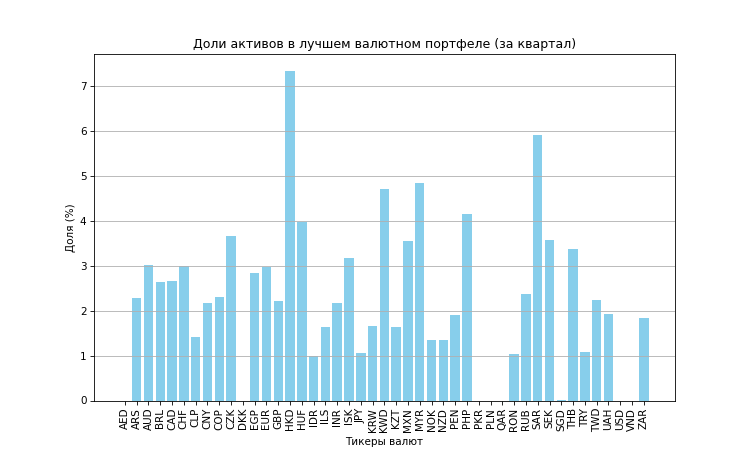 Доли активов в лучшем валютном портфеле (за квартал)
Доля (%)
7
6
5
4
3
2
1
0
AED ARS AUD BRL CAD CHF CLP CNY COP CZK DKK EGP EUR GBP HKD HUF IDR ILS INR ISK JPY KRW KWD KZT MXN MYR NOK NZD PEN PHP PKR PLN QAR RON RUB SAR SEK SGD THB TRY TWD UAH USD VND ZAR
Тикеры валют